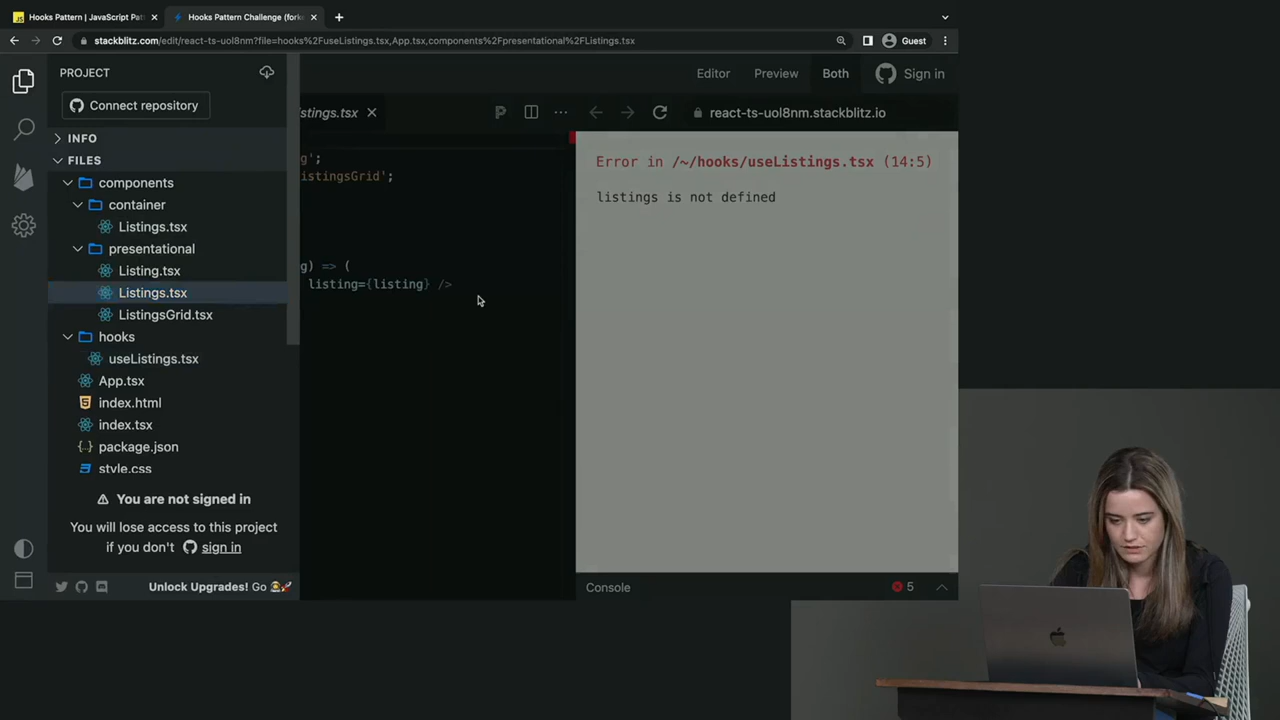 Hooks Pattern | JavaScript Pat
Hooks Pattern Challenge (fork
stackblitz.com/edit/react-ts-uol8nm?file=hooks%2FuseListings.tsx,App.tsx,components%2Fpresentational%2FListings.tsx
Guest
PROJECT
Editor
Preview
Both
Sign in
Connect repository
istings.tsx
react-ts-uol8nm.stackblitz.io
INFO
FILES
components
container
Listings.tsx
presentational
Listing.tsx
Listings.tsx
ListingsGrid.tsx
hooks
useListings.tsx
App.tsx
index.html
index.tsx
package.json
style.css
You are not signed in
You will lose access to this project
if you don't sign in
Unlock Upgrades! Go
g';
istingsGrid';
g) => (
listing={listing} />
Error in /~/hooks/useListings.tsx (14:5)
listings is not defined
Console
5